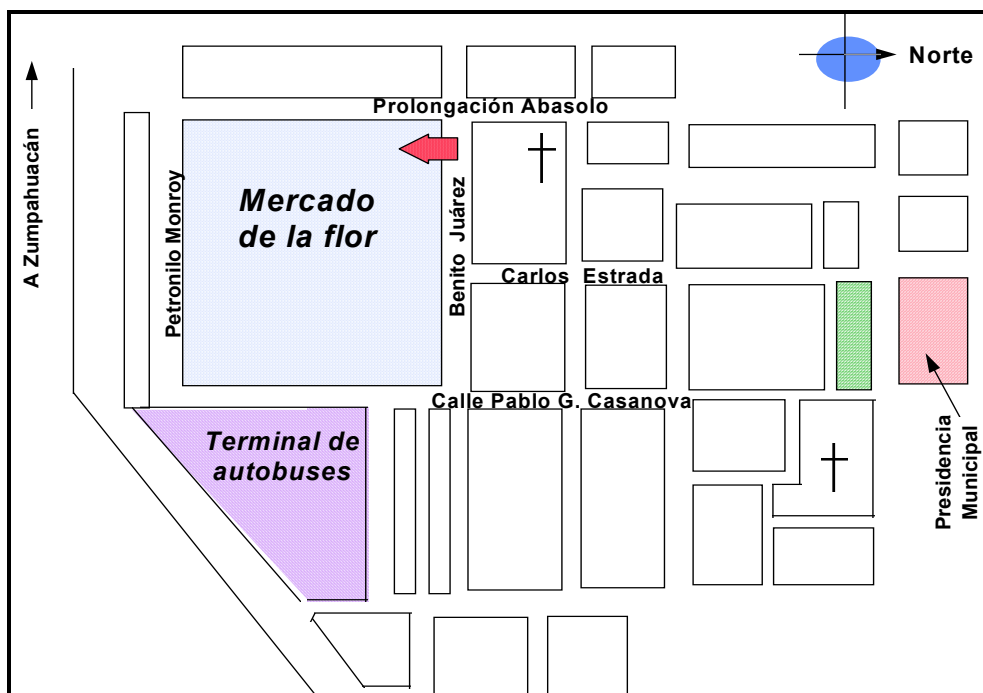 Norte
Prolongación Abasolo
A Zumpahuacán
Petronilo Monroy
Mercado
de la flor
Benito Juárez
Carlos Estrada
Calle Pablo G. Casanova
Terminal de
autobuses
Presidencia
Municipal